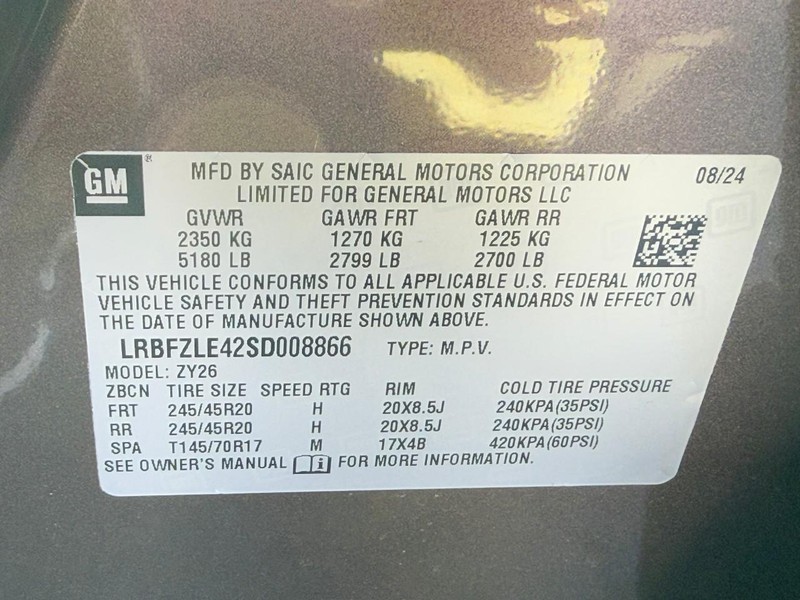 GM ® MFD BY SAIC GENERAL MOTORS CORPORATION 08/24
LIMITED FOR GENERAL MOTORS LLC
GVWR GAWR FRT GAWR RR
2350 KG 1270 KG 1225 KG
5180 LB 2799 LB 2700 LB
THIS VEHICLE CONFORMS TO ALL APPLICABLE U.S. FEDERAL MOTOR
VEHICLE SAFETY AND THEFT PREVENTION STANDARDS IN EFFECT ON
THE DATE OF MANUFACTURE SHOWN ABOVE.
LRBFZLE42SD008866 TYPE: M.P.V.
MODEL: ZY26
ZBCN TIRE SIZE SPEED RTG RIM COLD TIRE PRESSURE
FRT 245/45R20 H 20X8.5J 240KPA(35PSI)
RR 245/45R20 H 20X8.5J 240KPA(35PSI)
SPA T145/70R17 M 17X4B 420KPA(60PSI)
SEE OWNER'S MANUAL FOR MORE INFORMATION.